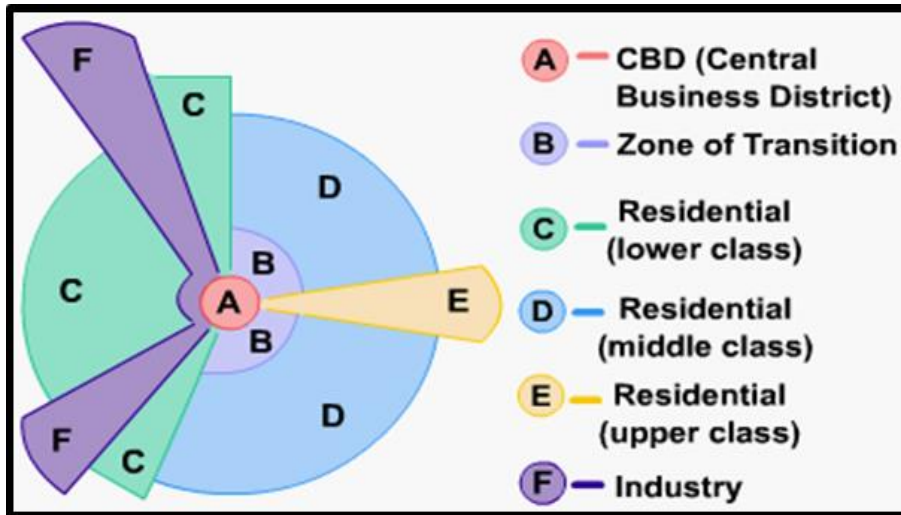 F
C
D
B
C
A
E
B
D
F
C
A CBD (Central
Business District)
B Zone of Transition
C Residential
(lower class)
D Residential
(middle class)
E Residential
(upper class)
F Industry